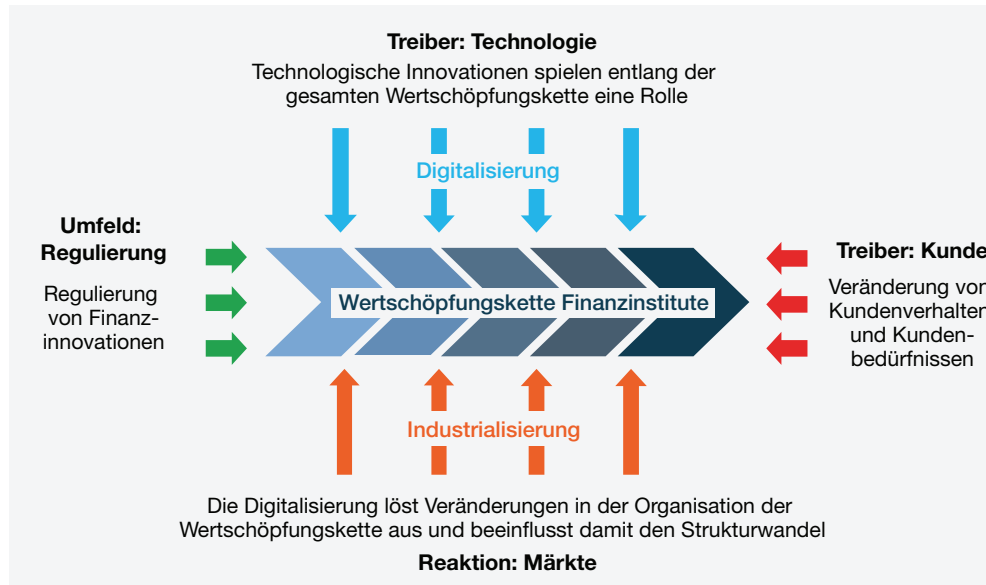 Treiber: Technologie
Technologische Innovationen spielen entlang der
gesamten Wertschöpfungskette eine Rolle
Digitalisierung
Umfeld:
Regulierung
Regulierung
von Finanz-
innovationen
Wertschöpfungskette Finanzinstitute
Treiber: Kunde
Veränderung von
Kundenverhalten
und Kunden-
bedürfnissen
Industrialisierung
Die Digitalisierung löst Veränderungen in der Organisation der
Wertschöpfungskette aus und beeinflusst damit den Strukturwandel
Reaktion: Märkte